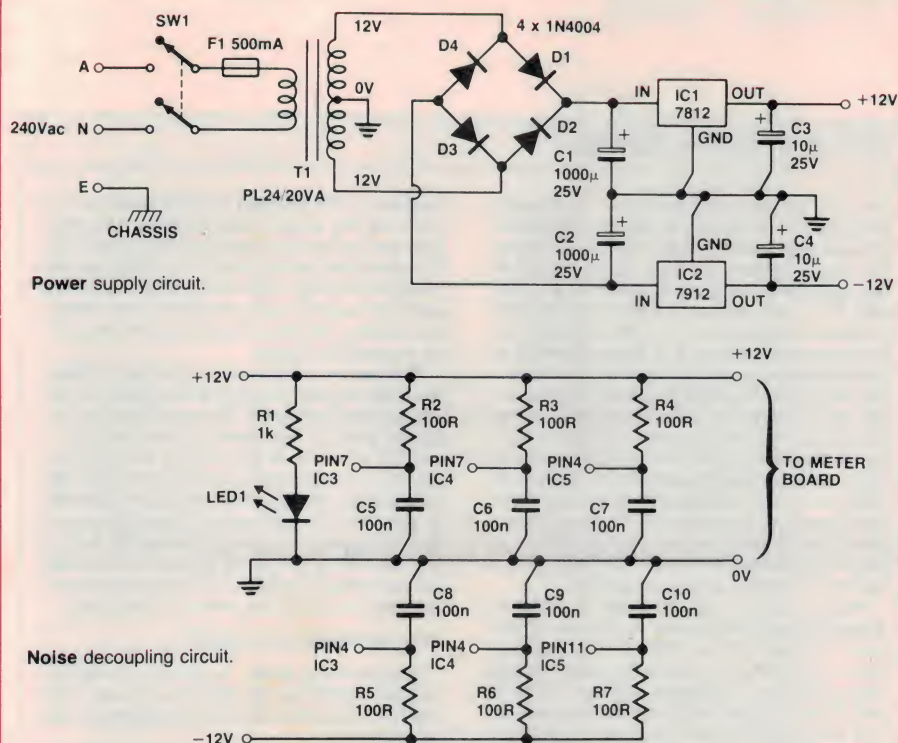 SW1
12V
4 x 1N4004
F1 500mA
D4
D1
A
0V
IN
IC1
7812
OUT
+12V
240Vac
N
D3
D2
GND
C1
1000µ
25V
+
C3
10µ
25V
+
T1
PL24/20VA
12V
E
CHASSIS
C2
1000µ
25V
+
GND
C4
10µ
25V
+
IN
IC2
7912
OUT
−12V
Power supply circuit.
+12V
+12V
R1
1k
R2
100R
R3
100R
R4
100R
PIN7
IC3
PIN7
IC4
PIN4
IC5
TO METER
BOARD
LED1
C5
100n
C6
100n
C7
100n
0V
C8
100n
C9
100n
C10
100n
Noise decoupling circuit.
PIN4
IC3
PIN4
IC4
PIN11
IC5
R5
100R
R6
100R
R7
100R
−12V